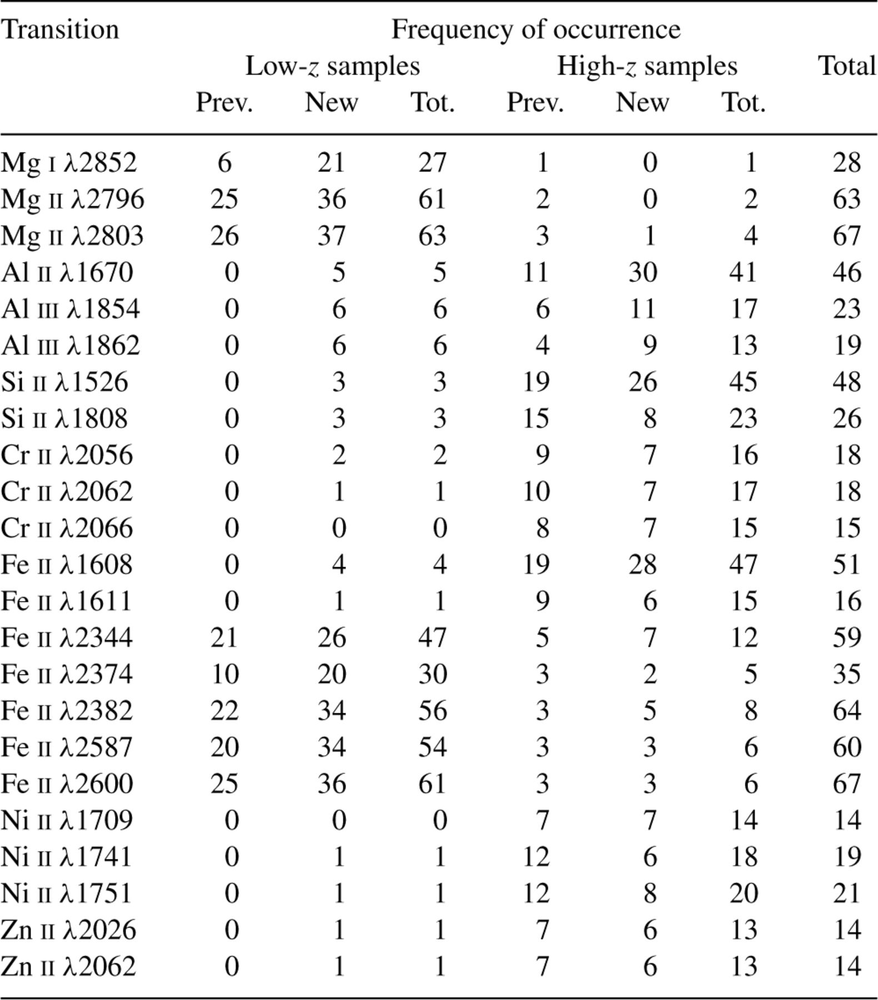 Transition Frequency of occurrence
Low-z samples High-z samples Total
Prev. New Tot. Prev. New Tot.
Mg I λ2852 6 21 27 1 0 1 28
Mg II λ2796 25 36 61 2 0 2 63
Mg II λ2803 26 37 63 3 1 4 67
Al II λ1670 0 5 5 11 30 41 46
Al III λ1854 0 6 6 6 11 17 23
Al III λ1862 0 6 6 4 9 13 19
Si II λ1526 0 3 3 19 26 45 48
Si II λ1808 0 3 3 15 8 23 26
Cr II λ2056 0 2 2 9 7 16 18
Cr II λ2062 0 1 1 10 7 17 18
Cr II λ2066 0 0 0 8 7 15 15
Fe II λ1608 0 4 4 19 28 47 51
Fe II λ1611 0 1 1 9 6 15 16
Fe II λ2344 21 26 47 5 7 12 59
Fe II λ2374 10 20 30 3 2 5 35
Fe II λ2382 22 34 56 3 5 8 64
Fe II λ2587 20 34 54 3 3 6 60
Fe II λ2600 25 36 61 3 3 6 67
Ni II λ1709 0 0 0 7 7 14 14
Ni II λ1741 0 1 1 12 6 18 19
Ni II λ1751 0 1 1 12 8 20 21
Zn II λ2026 0 1 1 7 6 13 14
Zn II λ2062 0 1 1 7 6 13 14